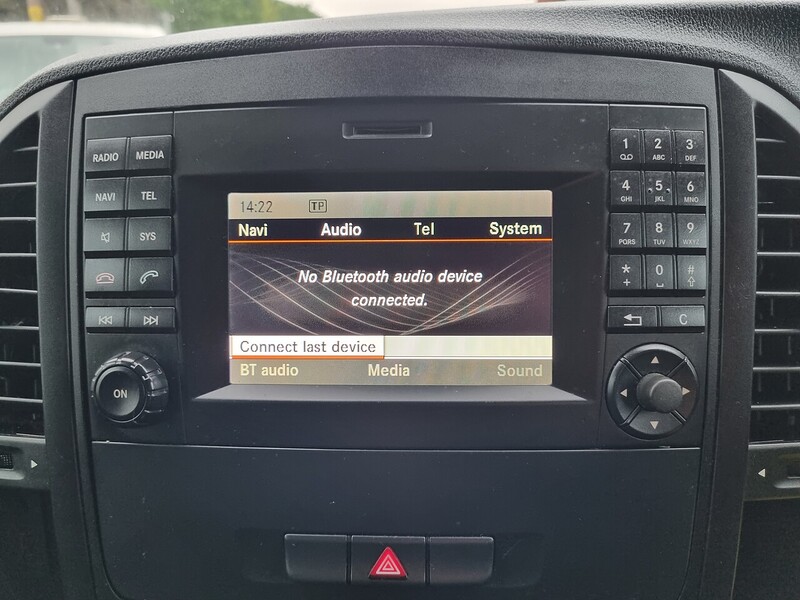 RADIO MEDIA
NAVI TEL
SYS
ON
14:22 TP
Navi Audio Tel System
No Bluetooth audio device
connected.
Connect last device
BT audio Media Sound
1 2 ABC 3 DEF
4 GHI 5 JKL 6 MNO
7 PQRS 8 TUV 9 WXYZ
* + 0 #
C